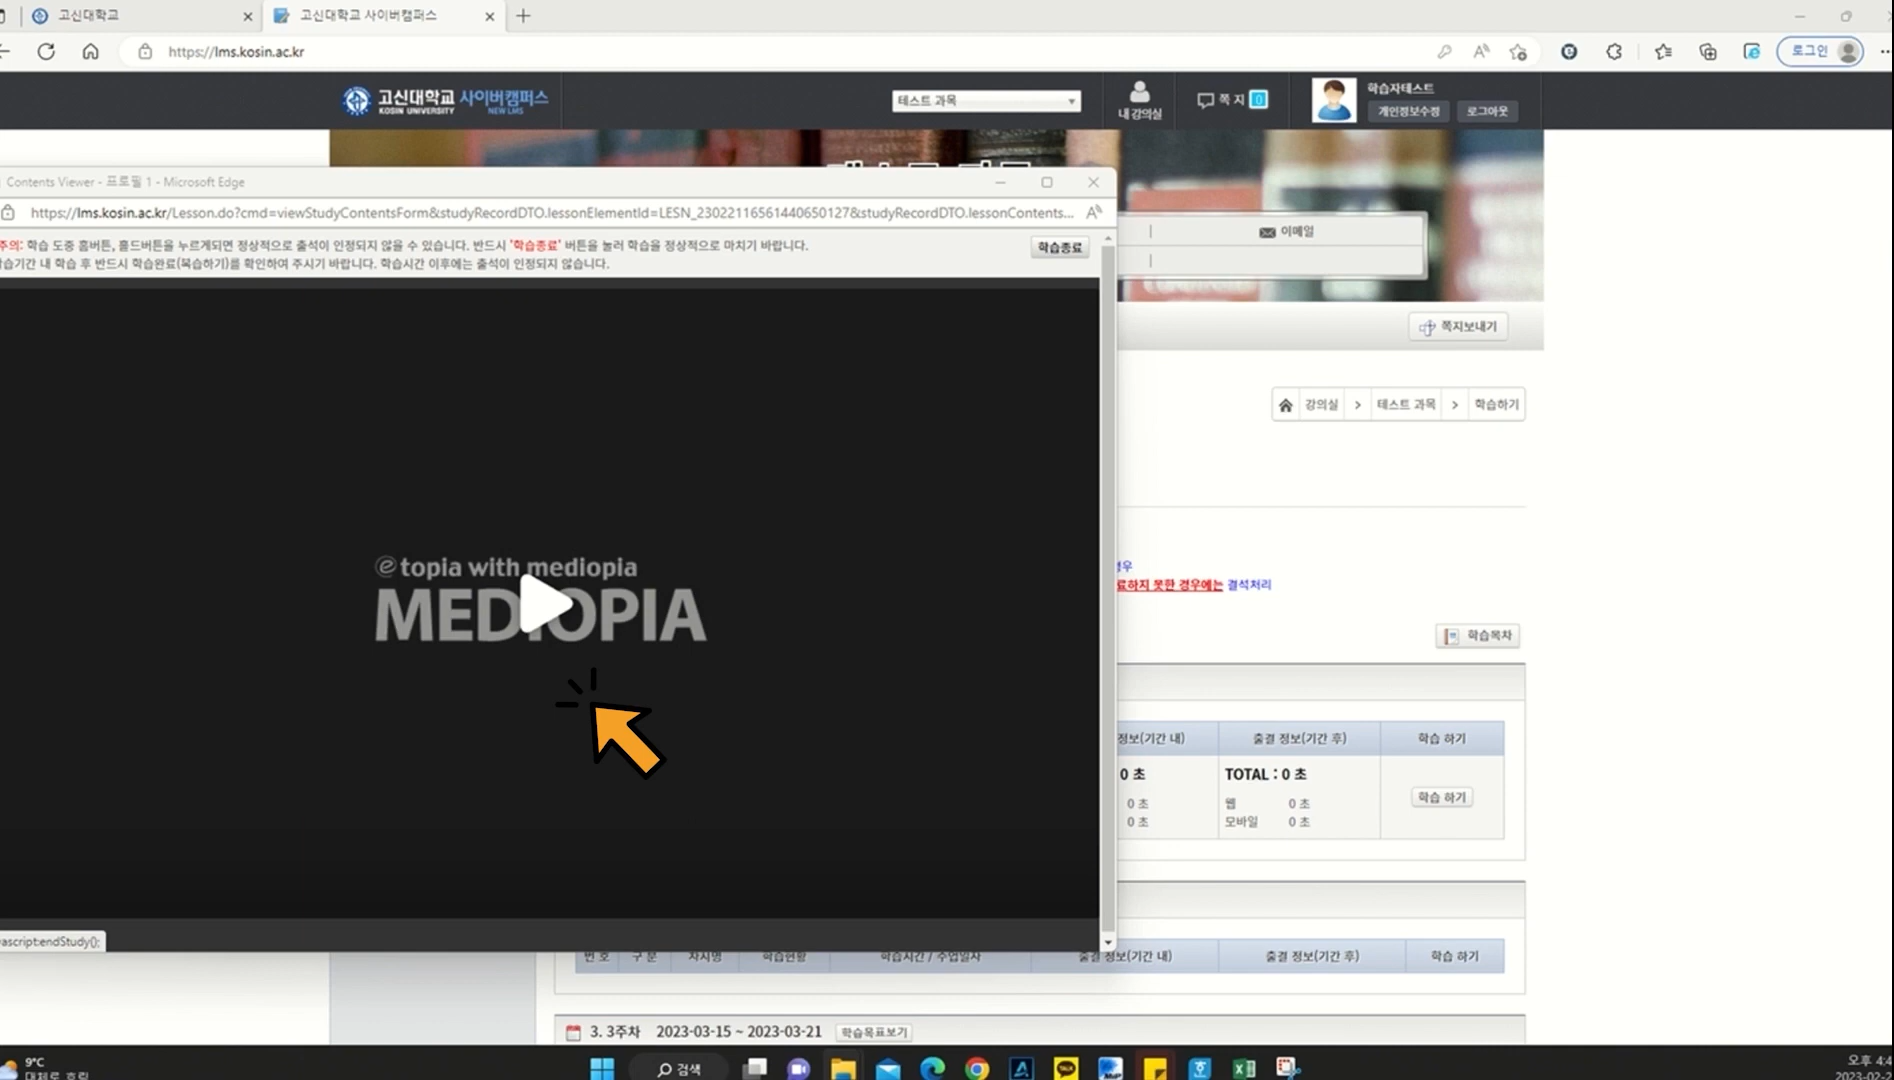 고신대학교
고신대학교 사이버캠퍼스
https://lms.kosin.ac.kr
로그인
고신대학교 사이버캠퍼스
KOSIN UNIVERSITY NEW LMS
테스트 과목
내 강의실
쪽 지 0
학습자테스트
개인정보수정 로그아웃
Contents Viewer - 프로필 1 - Microsoft Edge
https://lms.kosin.ac.kr/Lesson.do?cmd=viewStudyContentsForm&studyRecordDTO.lessonElementId=LESN_23022116561440650127&studyRecordDTO.lessonContents...
주의: 학습 도중 홈버튼, 홀드버튼을 누르게되면 정상적으로 출석이 인정되지 않을 수 있습니다. 반드시 '학습종료' 버튼을 눌러 학습을 정상적으로 마치기 바랍니다.
학습기간 내 학습 후 반드시 학습완료(복습하기)를 확인하여 주시기 바랍니다. 학습시간 이후에는 출석이 인정되지 않습니다.
학습종료
이메일
쪽지보내기
강의실 > 테스트 과목 > 학습하기
@topia with mediopia
MEDIOPIA
경우
료하지 못한 경우에는 결석처리
학습목차
정보(기간 내) 출결 정보(기간 후) 학습 하기
0 초 TOTAL : 0 초
0 초 웹 0 초
0 초 모바일 0 초
학습 하기
ascript:endStudy();
번 호 구 분 차시명 학습현황 학습시간 / 수업일자 출결 정보(기간 내) 출결 정보(기간 후) 학습 하기
3. 3주차 2023-03-15 ~ 2023-03-21 학습목표보기
9°C
대체로 흐림
검색
오후 4:4
2023-02-2